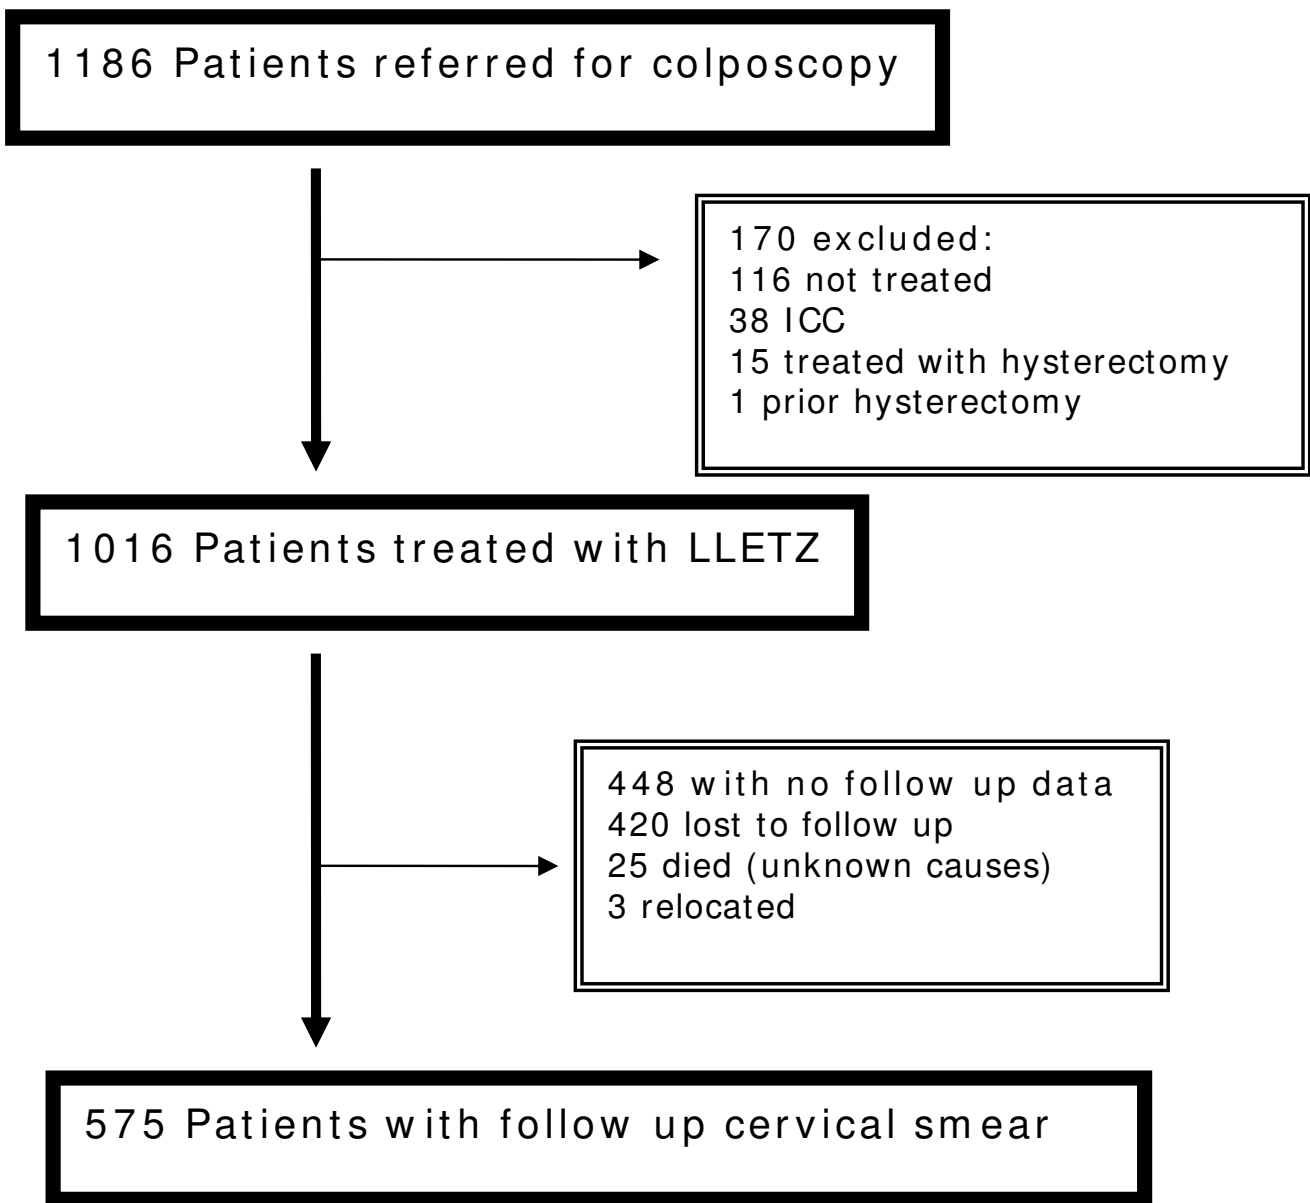 1186 Patients referred for colposcopy
170 excluded:
116 not treated
38 ICC
15 treated with hysterectomy
1 prior hysterectomy
1016 Patients treated with LLETZ
448 with no follow up data
420 lost to follow up
25 died (unknown causes)
3 relocated
575 Patients with follow up cervical smear